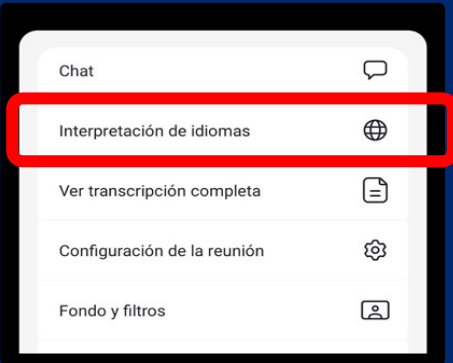 Chat
Interpretación de idiomas
Ver transcripción completa
Configuración de la reunión
Fondo y filtros